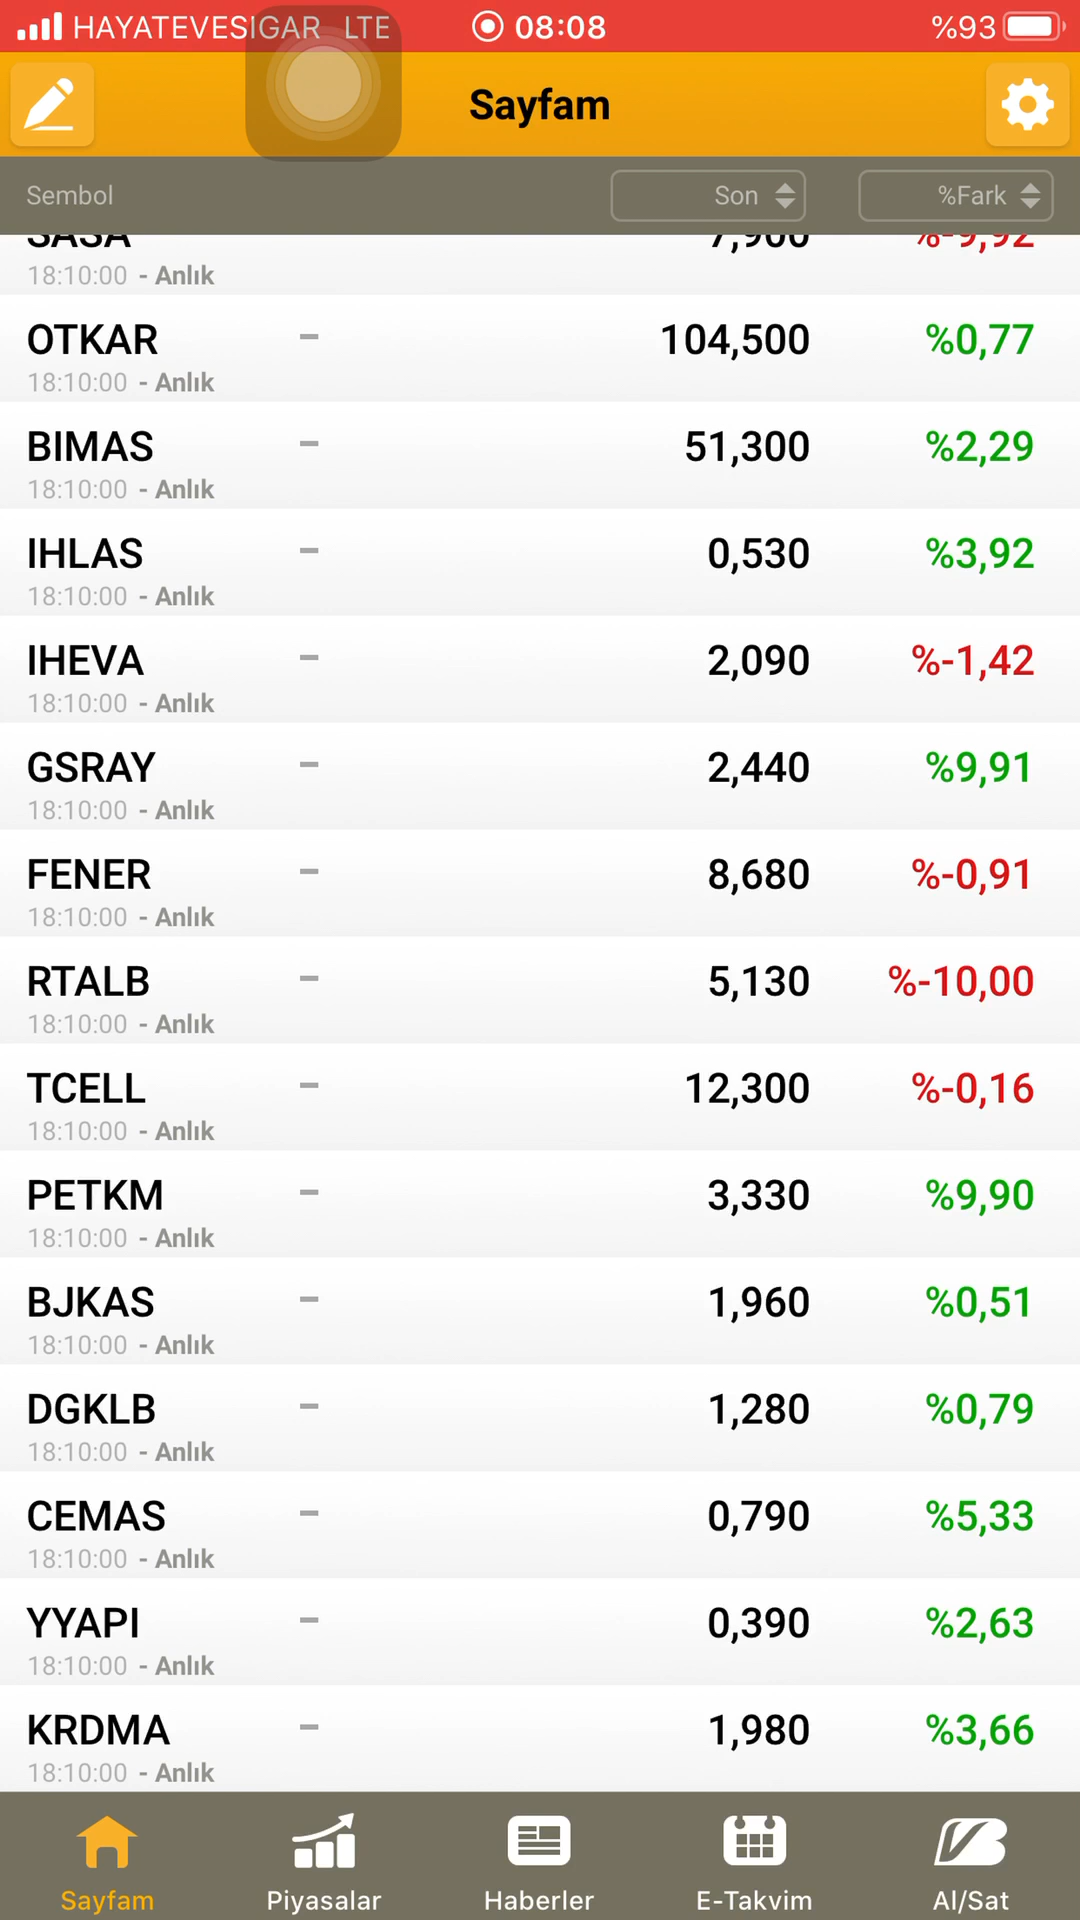 HAYATEVESIGAR LTE 08:08 %93
Sayfam
Sembol Son %Fark
SASA 7,900 %-9,92
18:10:00 - Anlık
OTKAR - 104,500 %0,77
18:10:00 - Anlık
BIMAS - 51,300 %2,29
18:10:00 - Anlık
IHLAS - 0,530 %3,92
18:10:00 - Anlık
IHEVA - 2,090 %-1,42
18:10:00 - Anlık
GSRAY - 2,440 %9,91
18:10:00 - Anlık
FENER - 8,680 %-0,91
18:10:00 - Anlık
RTALB - 5,130 %-10,00
18:10:00 - Anlık
TCELL - 12,300 %-0,16
18:10:00 - Anlık
PETKM - 3,330 %9,90
18:10:00 - Anlık
BJKAS - 1,960 %0,51
18:10:00 - Anlık
DGKLB - 1,280 %0,79
18:10:00 - Anlık
CEMAS - 0,790 %5,33
18:10:00 - Anlık
YYAPI - 0,390 %2,63
18:10:00 - Anlık
KRDMA - 1,980 %3,66
18:10:00 - Anlık
Sayfam Piyasalar Haberler E-Takvim Al/Sat